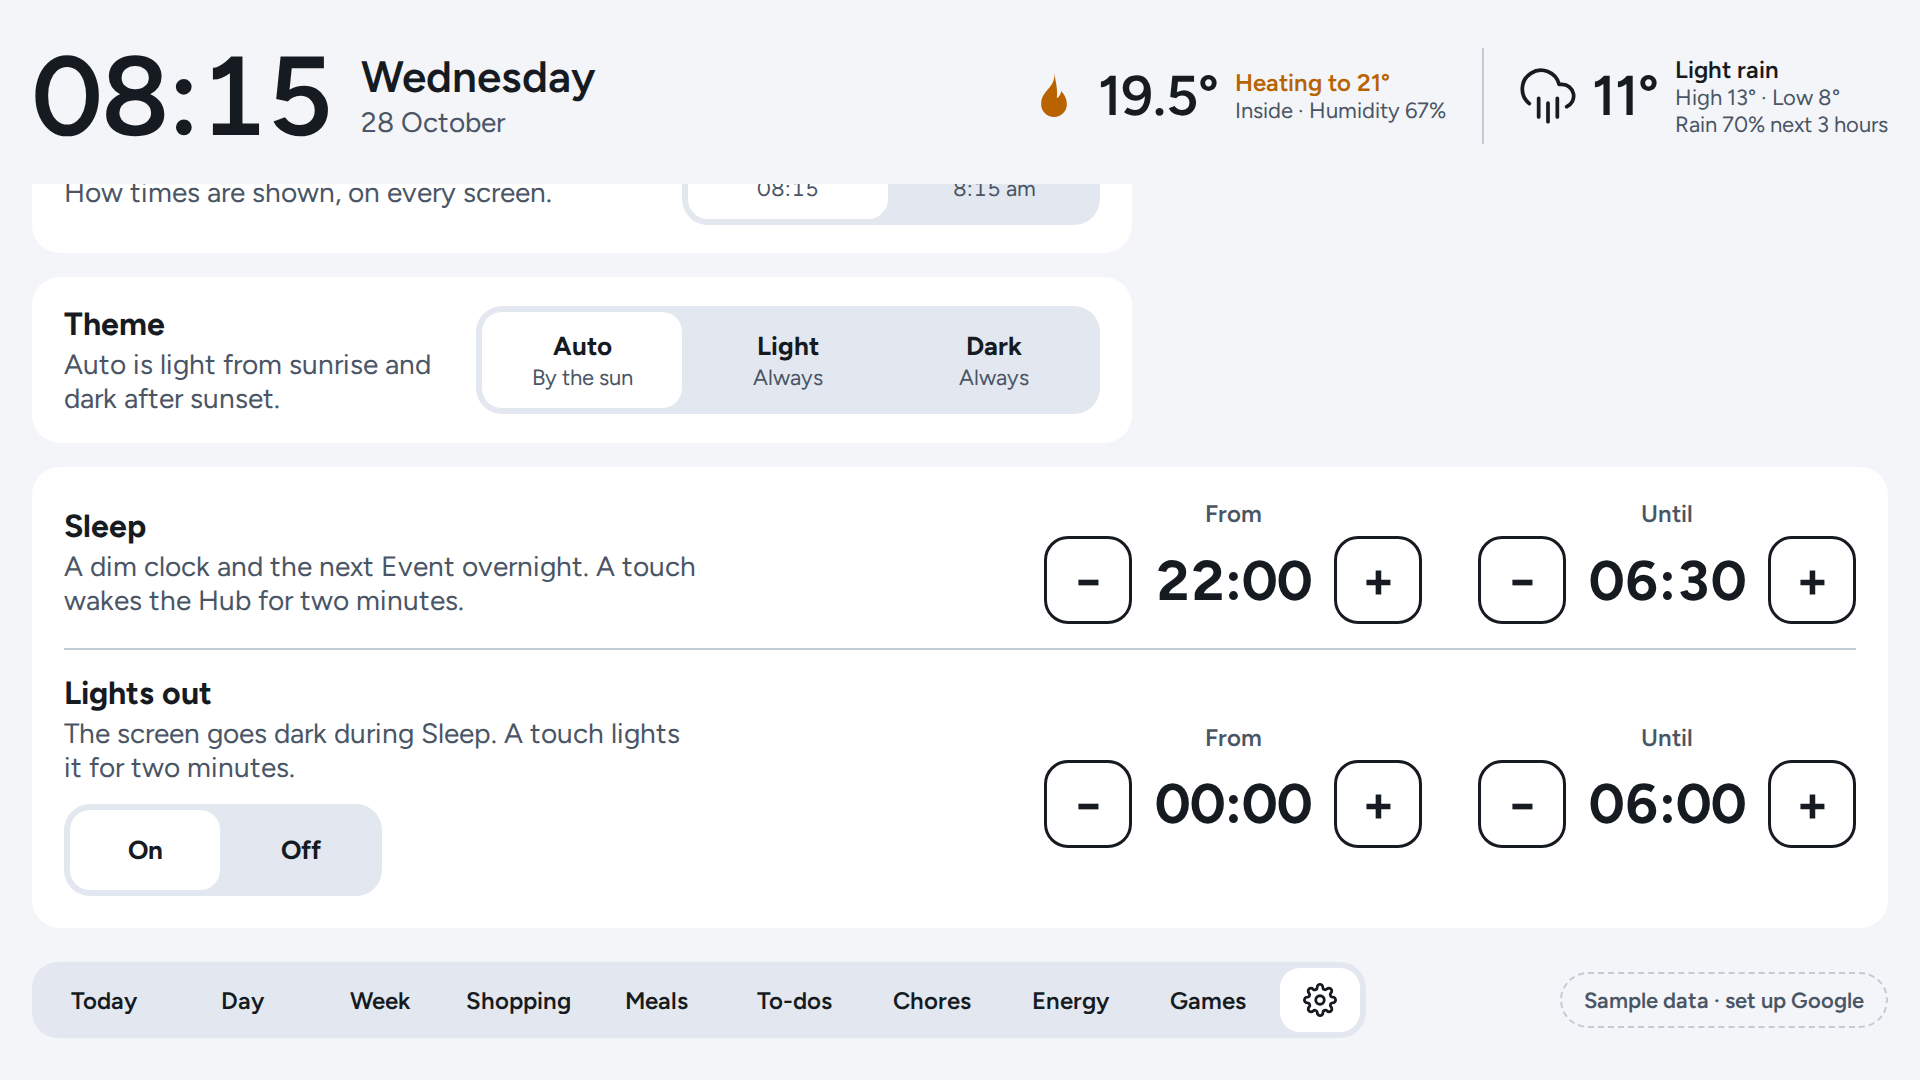 08:15
Wednesday
28 October
19.5°
Heating to 21°
Inside · Humidity 67%
11°
Light rain
High 13° · Low 8°
Rain 70% next 3 hours
How times are shown, on every screen.
08:15
8:15 am
Theme
Auto is light from sunrise and
dark after sunset.
Auto
By the sun
Light
Always
Dark
Always
Sleep
A dim clock and the next Event overnight. A touch
wakes the Hub for two minutes.
From
− 22:00 +
Until
− 06:30 +
Lights out
The screen goes dark during Sleep. A touch lights
it for two minutes.
On
Off
From
− 00:00 +
Until
− 06:00 +
Today
Day
Week
Shopping
Meals
To-dos
Chores
Energy
Games
Sample data · set up Google